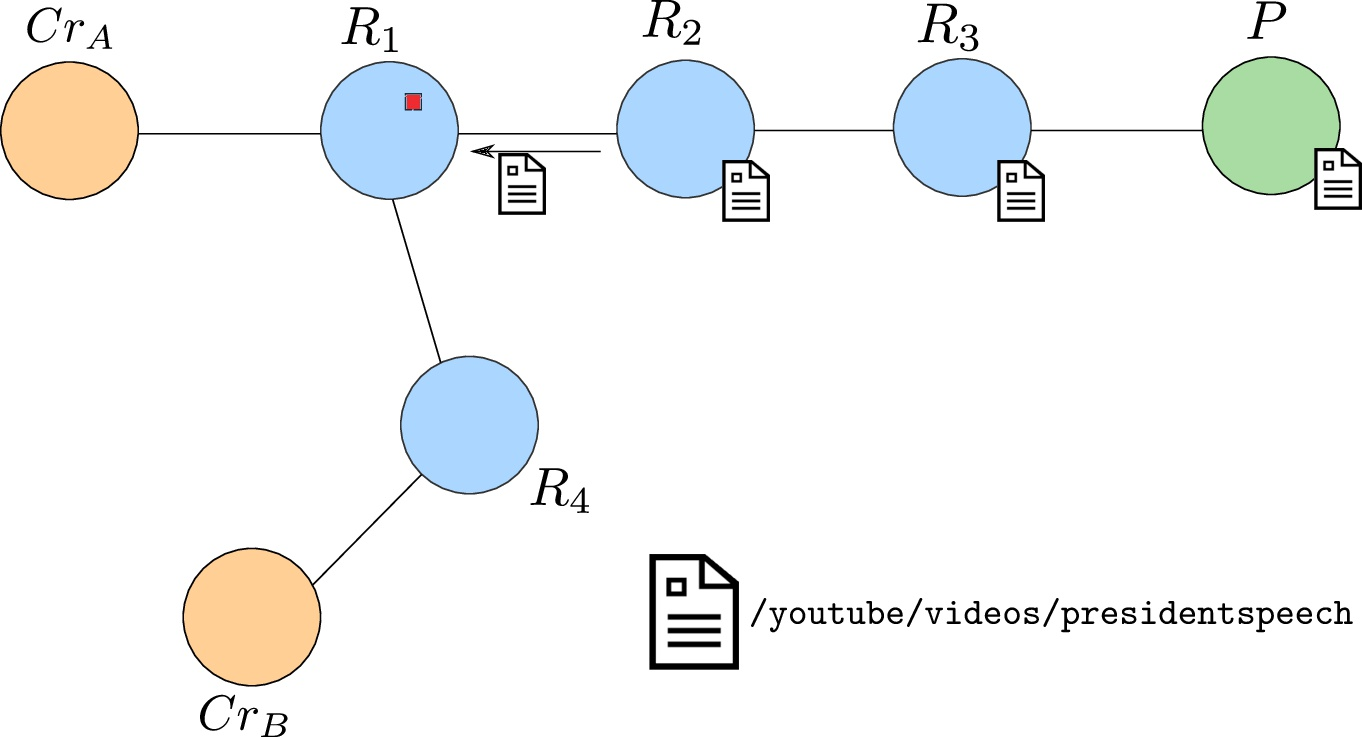 Cr_A
R_1
R_2
R_3
P
R_4
/youtube/videos/presidentspeech
Cr_B